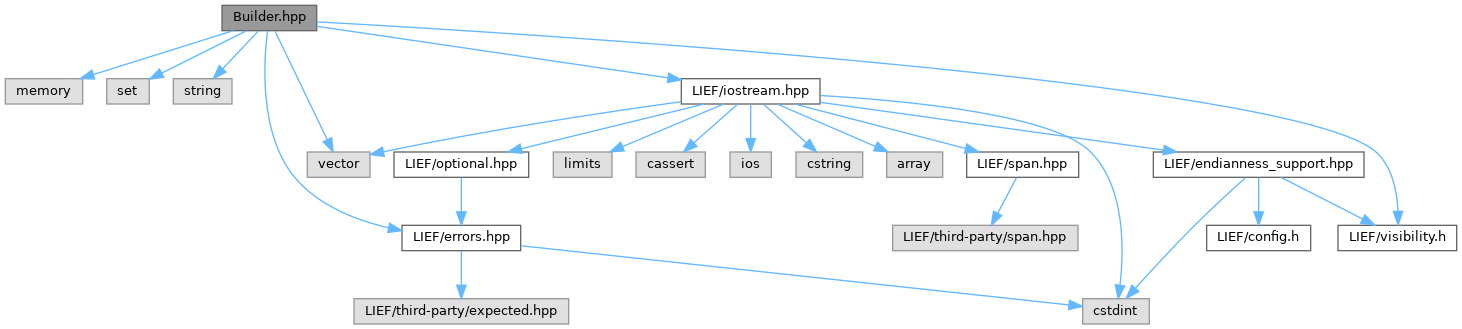 Builder.hpp
memory
set
string
LIEF/iostream.hpp
vector
LIEF/optional.hpp
limits
cassert
ios
cstring
array
LIEF/span.hpp
LIEF/endianness_support.hpp
LIEF/errors.hpp
LIEF/third-party/span.hpp
LIEF/config.h
LIEF/visibility.h
LIEF/third-party/expected.hpp
cstdint